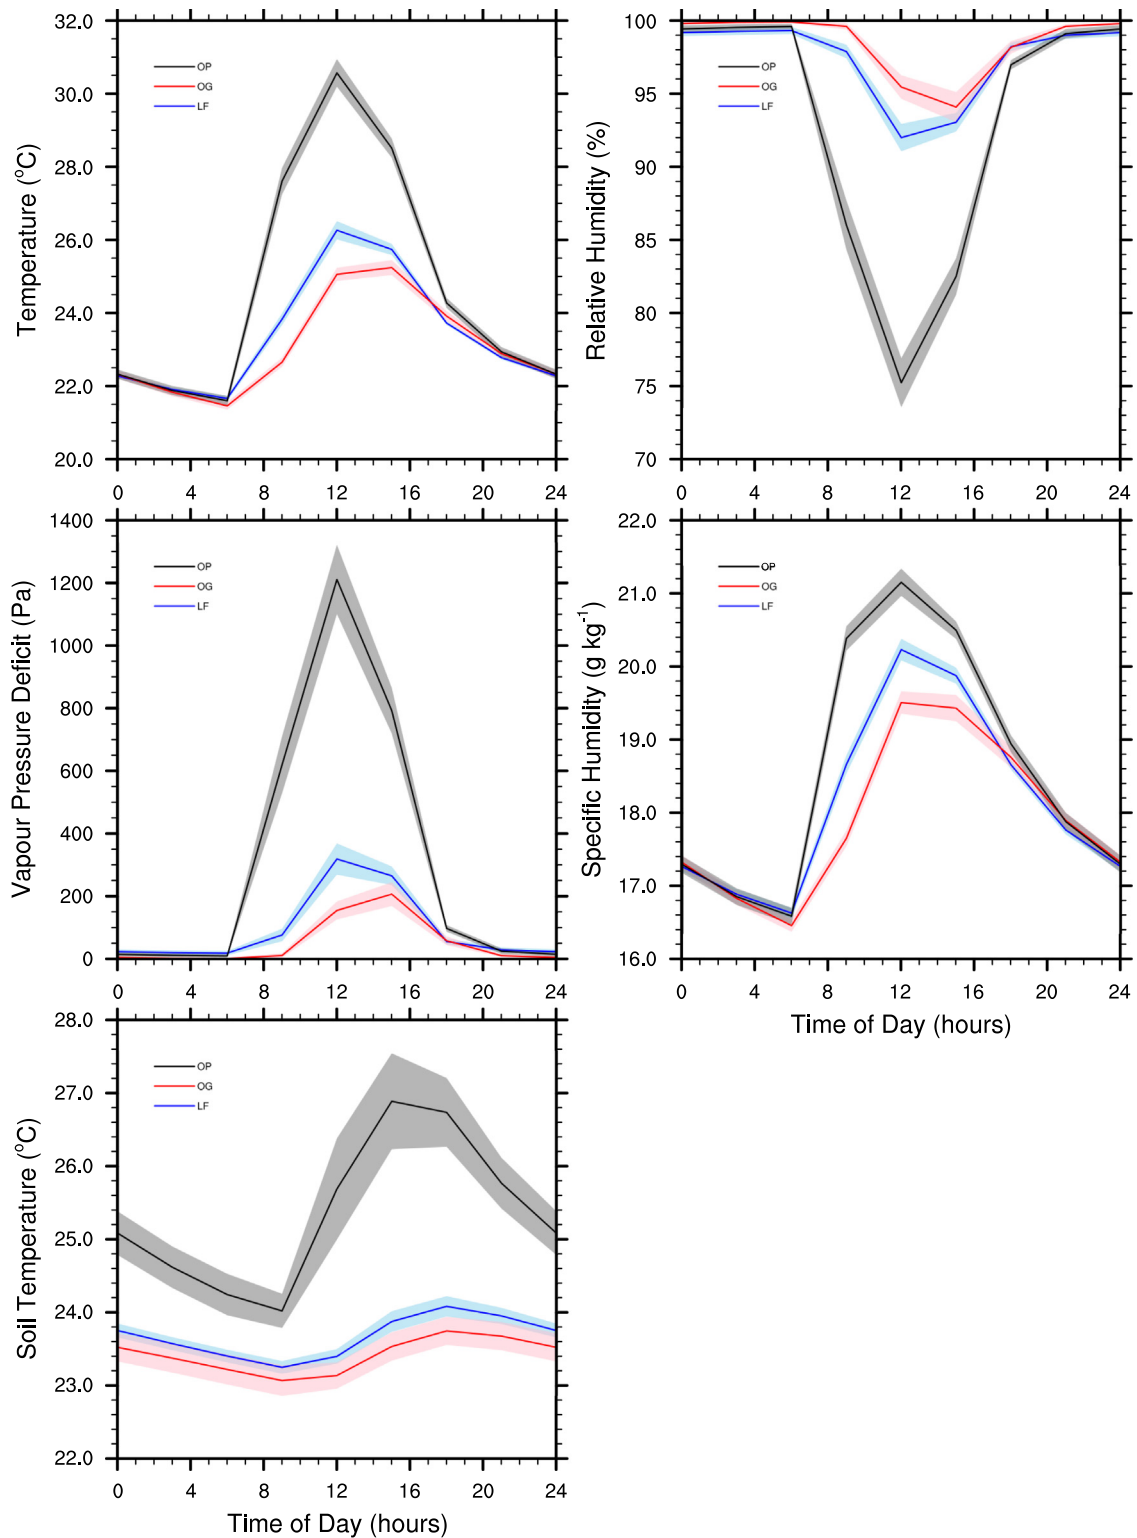 32.0
30.0
28.0
26.0
24.0
22.0
20.0
Temperature (°C)
OP
OG
LF
0 4 8 12 16 20 24
100
95
90
85
80
75
70
Relative Humidity (%)
OP
OG
LF
0 4 8 12 16 20 24
1400
1200
1000
800
600
400
200
0
Vapour Pressure Deficit (Pa)
OP
OG
LF
0 4 8 12 16 20 24
22.0
21.0
20.0
19.0
18.0
17.0
16.0
Specific Humidity (g kg⁻¹)
OP
OG
LF
0 4 8 12 16 20 24
Time of Day (hours)
28.0
27.0
26.0
25.0
24.0
23.0
22.0
Soil Temperature (°C)
OP
OG
LF
0 4 8 12 16 20 24
Time of Day (hours)